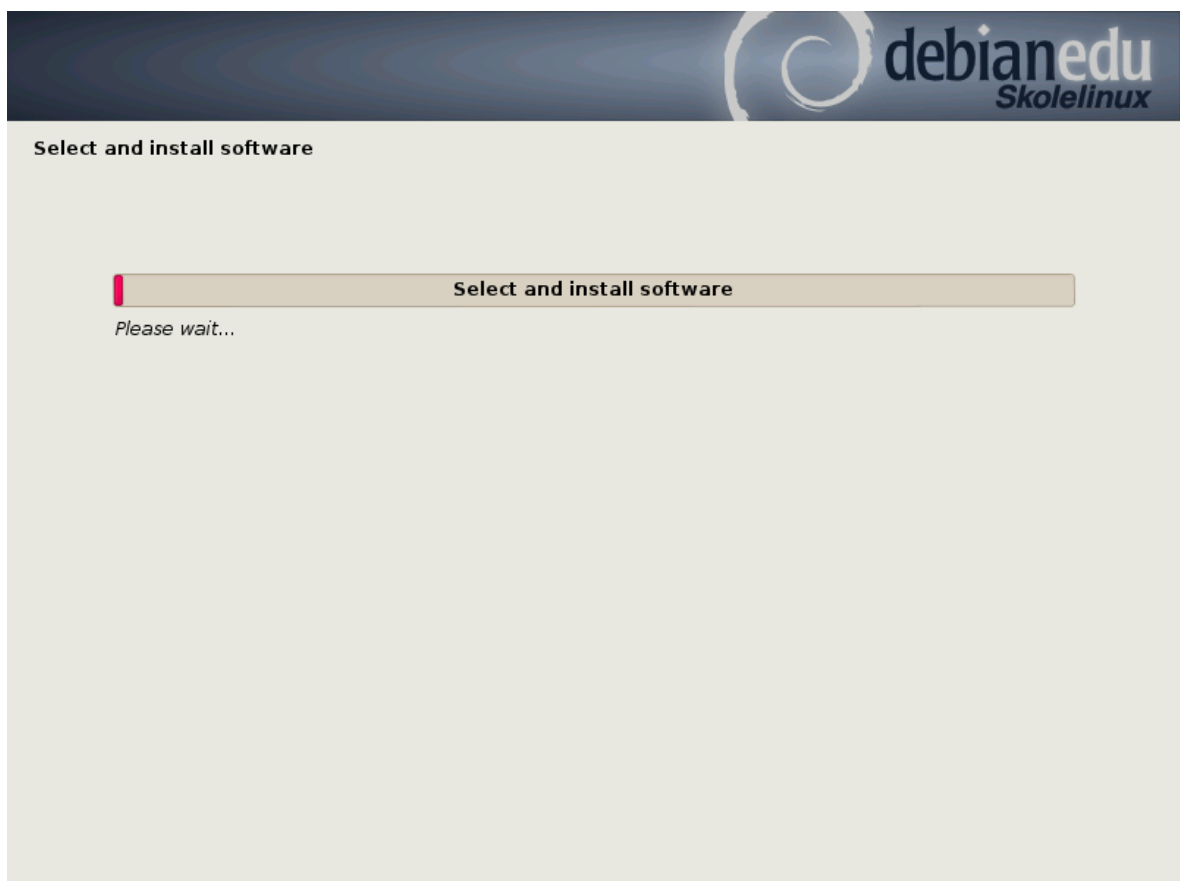 debianedu
Skolelinux
Select and install software
Select and install software
Please wait...